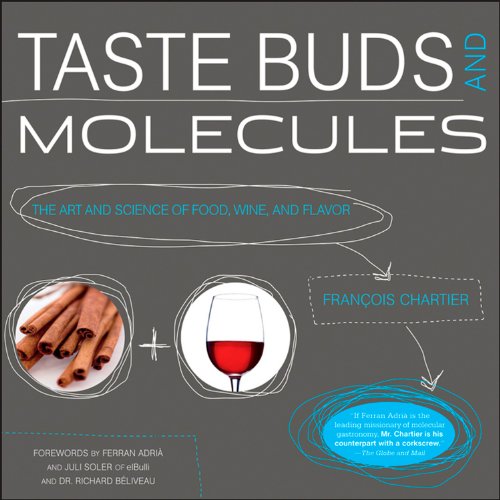 TASTE BUDS AND
MOLECULES
THE ART AND SCIENCE OF FOOD, WINE, AND FLAVOR
FRANÇOIS CHARTIER
+
"If Ferran Adrià is the
leading missionary of molecular
gastronomy, Mr. Chartier is his
counterpart with a corkscrew."
—The Globe and Mail
FOREWORDS BY FERRAN ADRIÀ
AND JULI SOLER OF elBulli
AND DR. RICHARD BÉLIVEAU